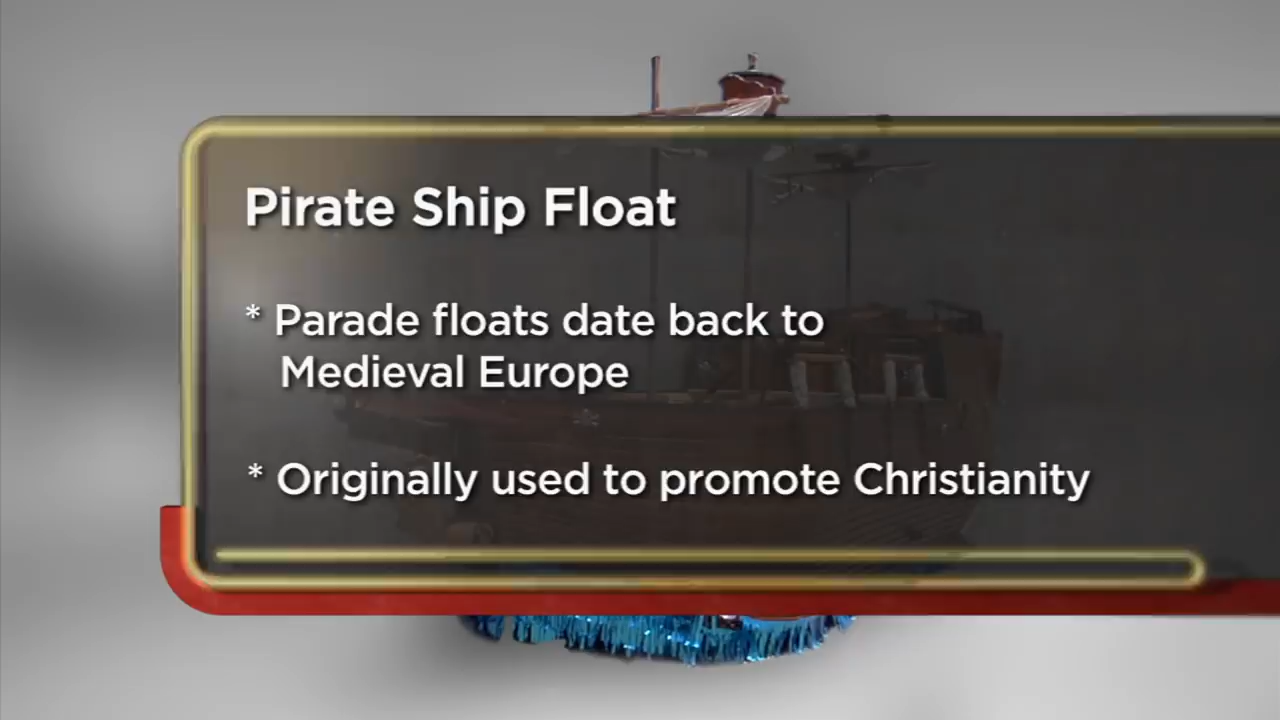 Pirate Ship Float
* Parade floats date back to
Medieval Europe
* Originally used to promote Christianity